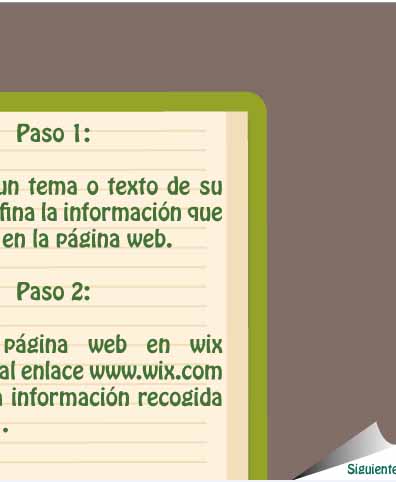 Paso 1:
un tema o texto de su
fina la información que
en la página web.
Paso 2:
página web en wix
al enlace www.wix.com
información recogida
.
Siguiente